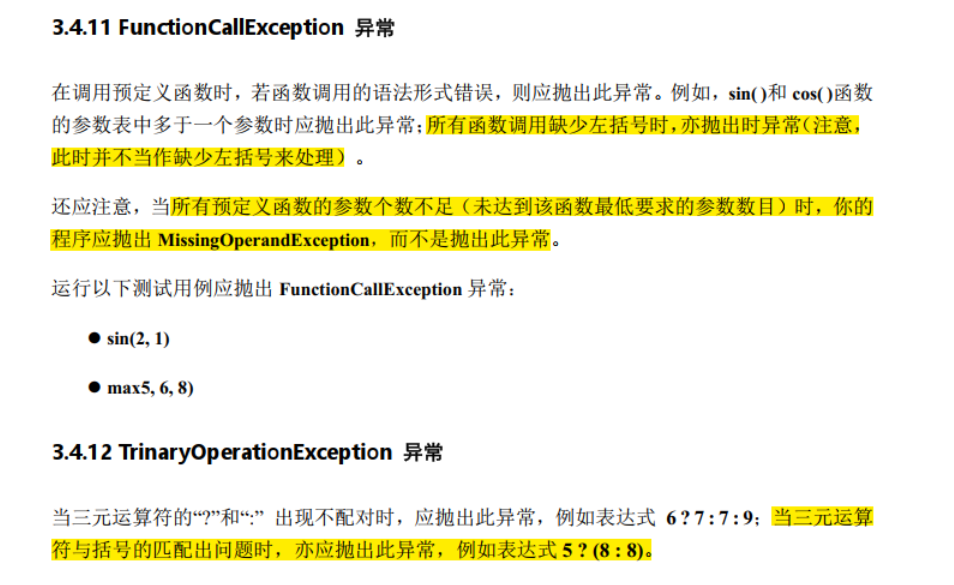 3.4.11 FunctionCallException 异常
在调用预定义函数时，若函数调用的语法形式错误，则应抛出此异常。例如，sin( )和 cos( )函数
的参数表中多于一个参数时应抛出此异常；所有函数调用缺少左括号时，亦抛出时异常（注意，
此时并不当作缺少左括号来处理）。
还应注意，当所有预定义函数的参数个数不足（未达到该函数最低要求的参数数目）时，你的
程序应抛出 MissingOperandException，而不是抛出此异常。
运行以下测试用例应抛出 FunctionCallException 异常：
● sin(2, 1)
● max5, 6, 8)
3.4.12 TrinaryOperationException 异常
当三元运算符的“?”和“:” 出现不配对时，应抛出此异常，例如表达式 6 ? 7 : 7 : 9；当三元运算
符与括号的匹配出问题时，亦应抛出此异常，例如表达式 5 ? (8 : 8)。